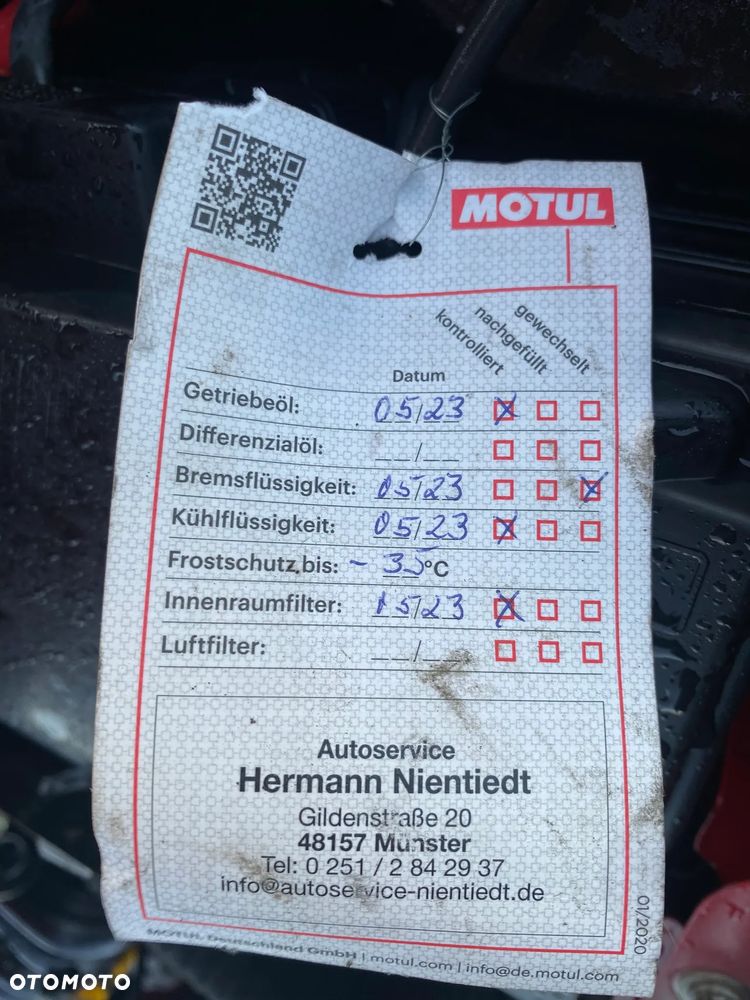 MOTUL
kontrolliert nachgefüllt gewechselt
Datum
Getriebeöl: 05/23
Differenzialöl: __/__
Bremsflüssigkeit: 05/23
Kühlflüssigkeit: 05/23
Frostschutz bis: - 35°C
Innenraumfilter: 05/23
Luftfilter: __/__
Autoservice
Hermann Nientiedt
Gildenstraße 20
48157 Münster
Tel: 0 251 / 2 84 29 37
info@autoservice-nientiedt.de
01/2020
MOTUL Deutschland GmbH | motul.com | info@de.motul.com
OTOMOTO